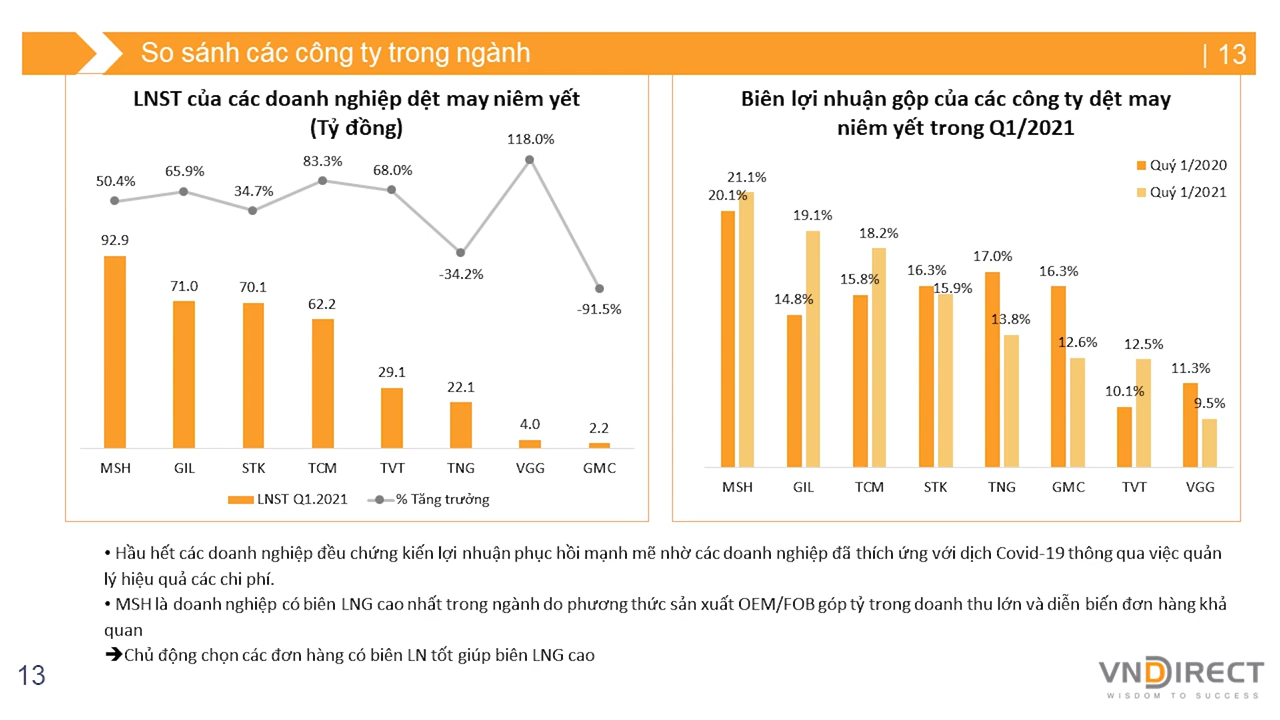 So sánh các công ty trong ngành
| 13
LNST của các doanh nghiệp dệt may niêm yết
(Tỷ đồng)
50.4%
65.9%
34.7%
83.3%
68.0%
-34.2%
118.0%
-91.5%
92.9
71.0
70.1
62.2
29.1
22.1
4.0
2.2
MSH GIL STK TCM TVT TNG VGG GMC
LNST Q1.2021 % Tăng trưởng
Biên lợi nhuận gộp của các công ty dệt may
niêm yết trong Q1/2021
Quý 1/2020
Quý 1/2021
20.1%
21.1%
14.8%
19.1%
15.8%
18.2%
16.3%
15.9%
17.0%
13.8%
16.3%
12.6%
10.1%
12.5%
11.3%
9.5%
MSH GIL TCM STK TNG GMC TVT VGG
• Hầu hết các doanh nghiệp đều chứng kiến lợi nhuận phục hồi mạnh mẽ nhờ các doanh nghiệp đã thích ứng với dịch Covid-19 thông qua việc quản
lý hiệu quả các chi phí.
• MSH là doanh nghiệp có biên LNG cao nhất trong ngành do phương thức sản xuất OEM/FOB góp tỷ trong doanh thu lớn và diễn biến đơn hàng khả
quan
➔Chủ động chọn các đơn hàng có biên LN tốt giúp biên LNG cao
13
VNDIRECT
WISDOM TO SUCCESS